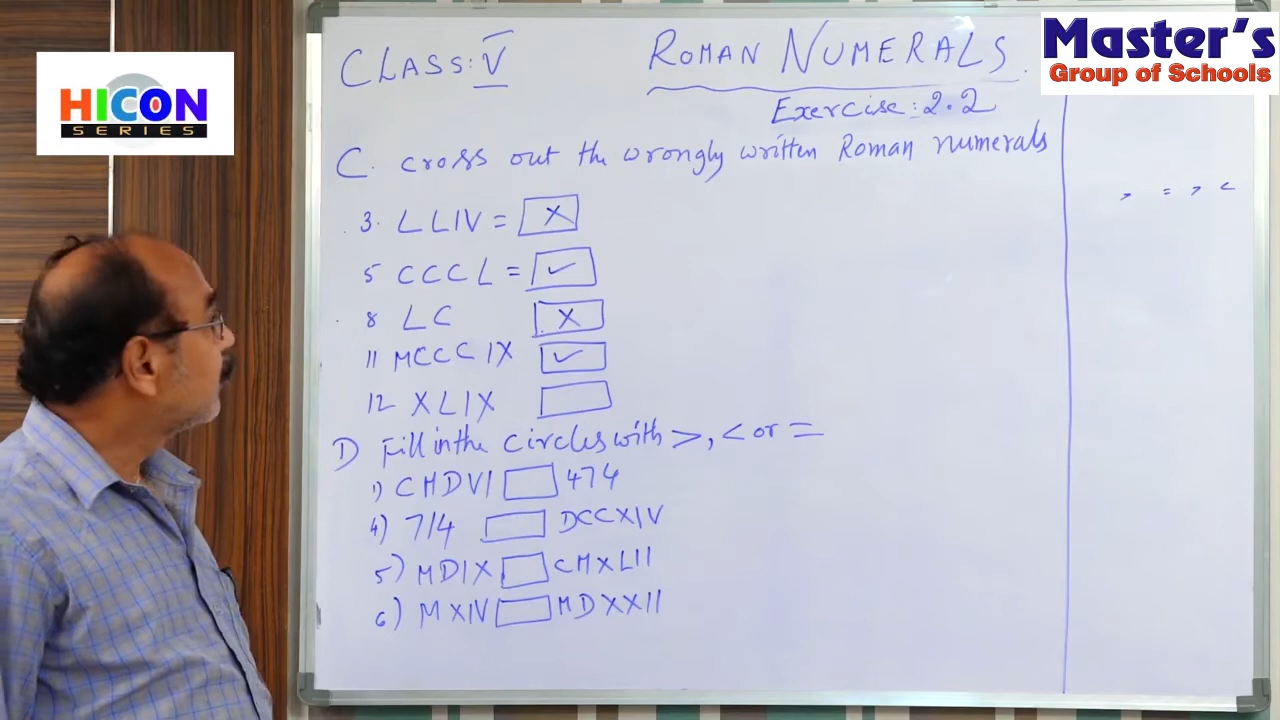 HICON
SERIES
Master's
Group of Schools
CLASS: V
ROMAN NUMERALS.
Exercise: 2.2
C. cross out the wrongly written Roman numerals
3. LLIV = X
5 CCCL = ✓
8 LC X
11 MCCCIX ✓
12 XLIX
> = > <
D Fill in the circles with >, < or =
1) CMDVI 474
4) 714 DCCXIV
5) MDIX CMXLII
6) MXIV MDXXII